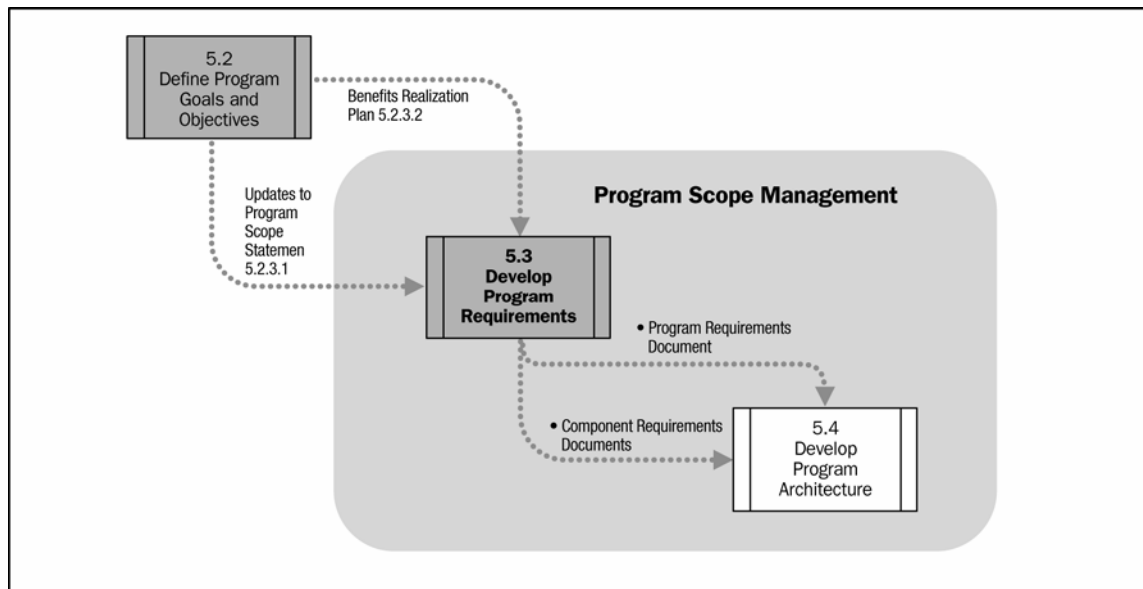 5.2
Define Program
Goals and
Objectives
Benefits Realization
Plan 5.2.3.2
Updates to
Program
Scope
Statemen
5.2.3.1
Program Scope Management
5.3
Develop
Program
Requirements
• Program Requirements
Document
• Component Requirements
Documents
5.4
Develop
Program
Architecture